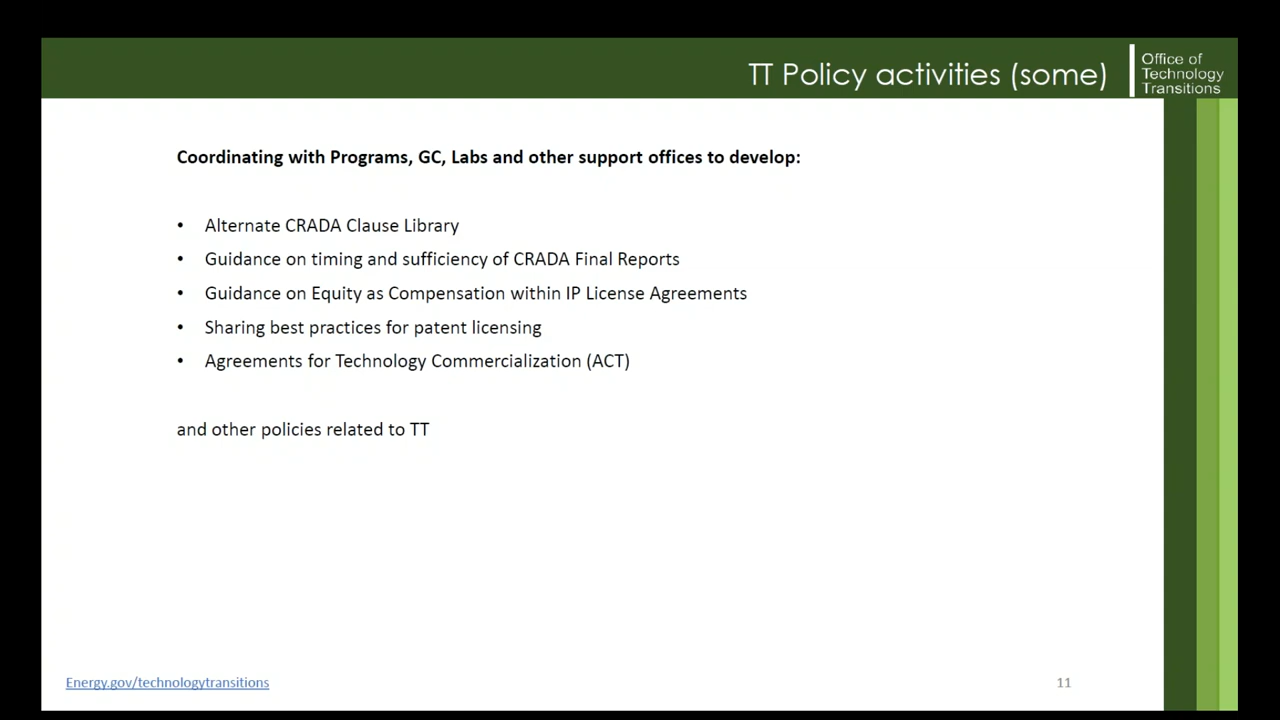 TT Policy activities (some)
Office of
Technology
Transitions
Coordinating with Programs, GC, Labs and other support offices to develop:
• Alternate CRADA Clause Library
• Guidance on timing and sufficiency of CRADA Final Reports
• Guidance on Equity as Compensation within IP License Agreements
• Sharing best practices for patent licensing
• Agreements for Technology Commercialization (ACT)
and other policies related to TT
Energy.gov/technologytransitions
11